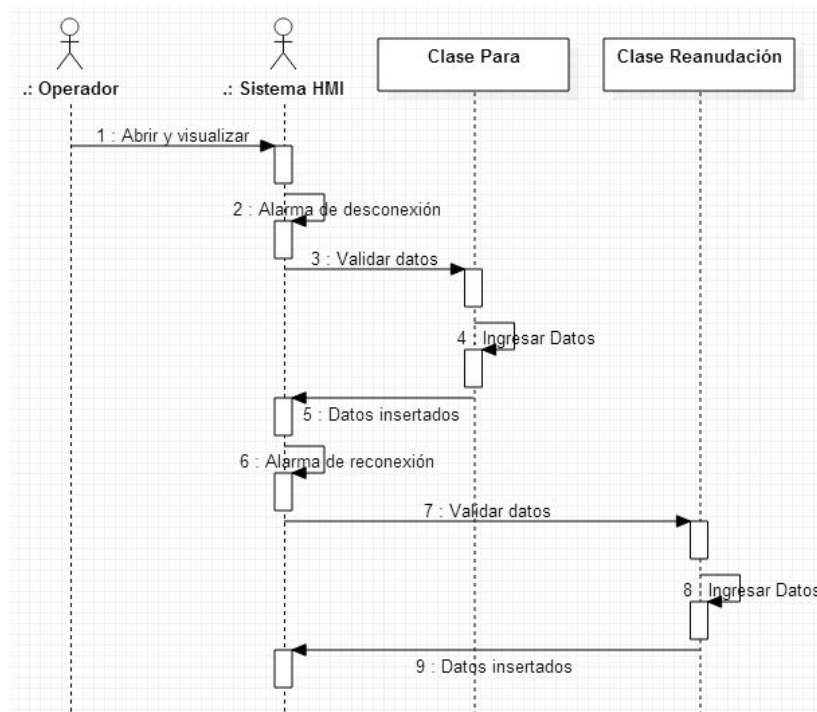 .: Operador
.: Sistema HMI
Clase Para
Clase Reanudación
1 : Abrir y visualizar
2 : Alarma de desconexión
3 : Validar datos
4 : Ingresar Datos
5 : Datos insertados
6 : Alarma de reconexión
7 : Validar datos
8 : Ingresar Datos
9 : Datos insertados